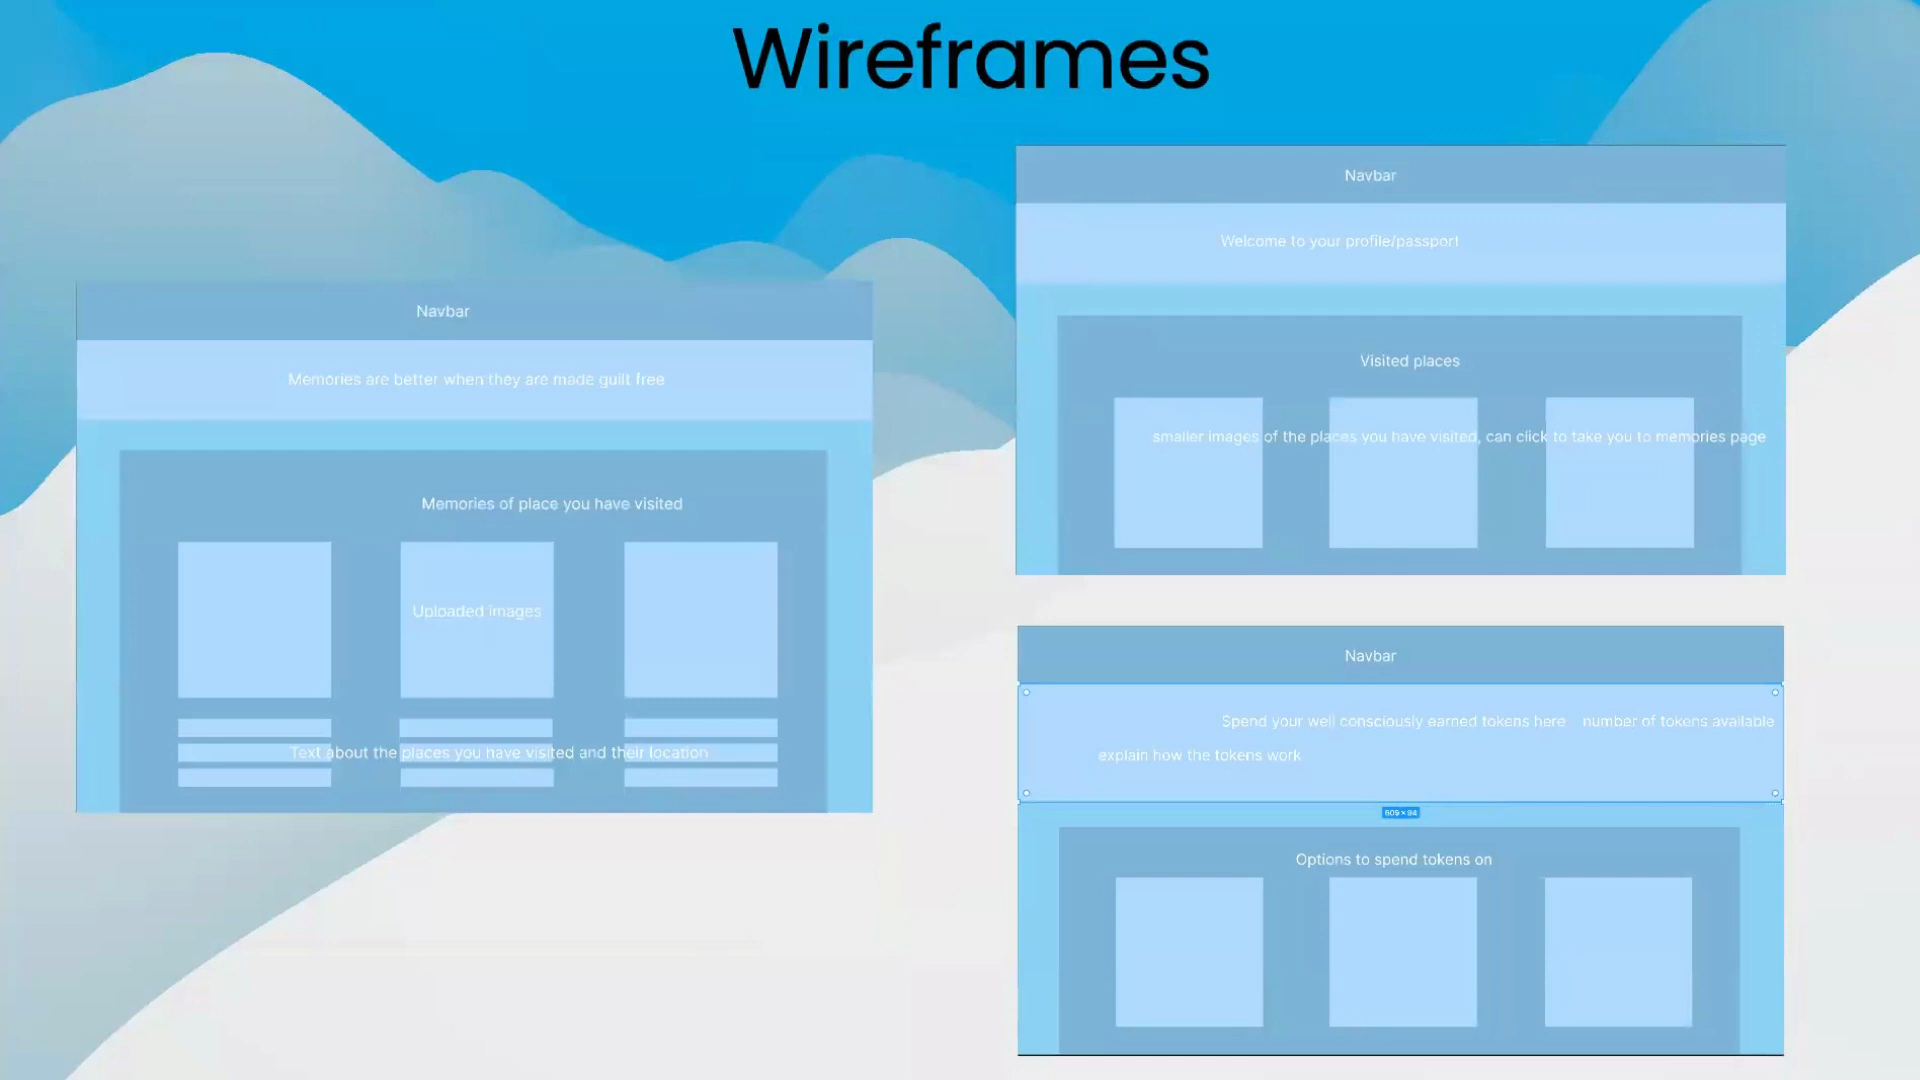 Wireframes
Navbar
Memories are better when they are made guilt free
Memories of place you have visited
Uploaded images
Text about the places you have visited and their location
Navbar
Welcome to your profile/passport
Visited places
smaller images of the places you have visited, can click to take you to memories page
Navbar
Spend your well consciously earned tokens here number of tokens available
explain how the tokens work
609 × 94
Options to spend tokens on